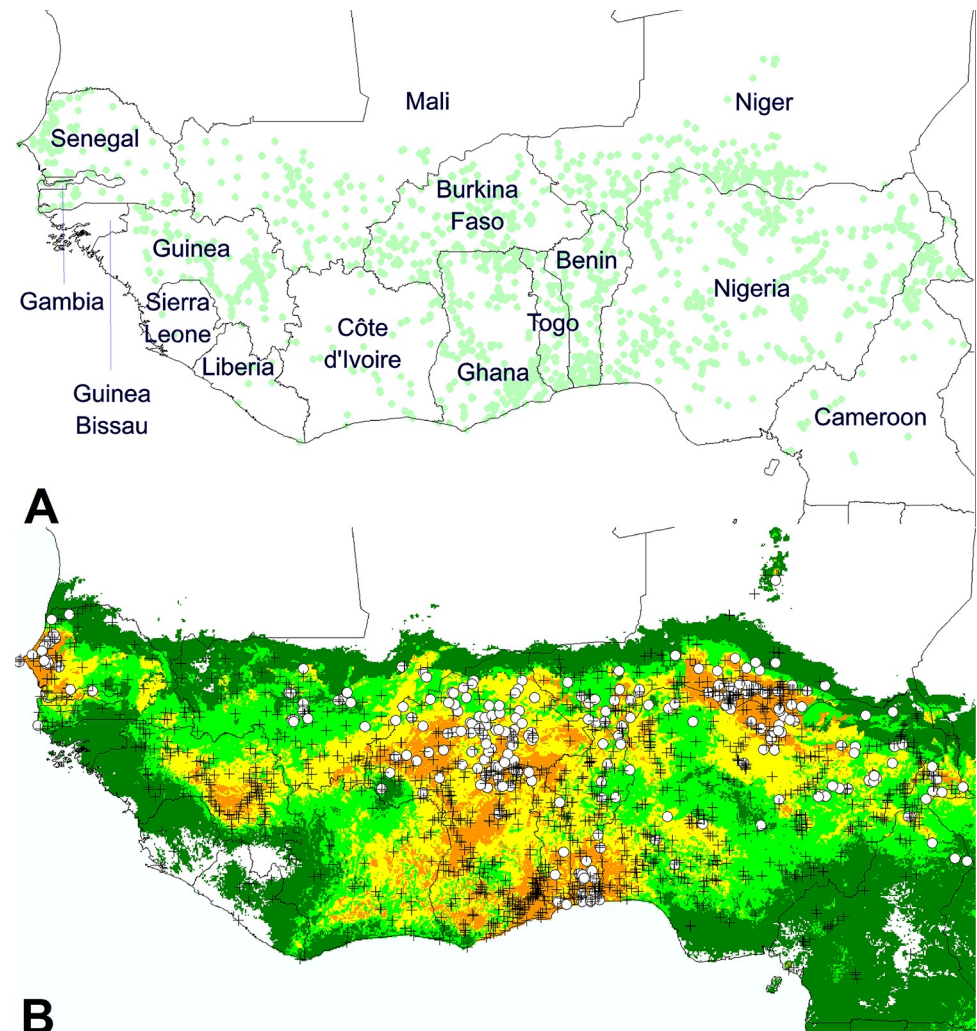 Mali
Niger
Senegal
Burkina
Faso
Guinea
Benin
Nigeria
Gambia
Sierra
Leone
Côte
d'Ivoire
Togo
Liberia
Ghana
Guinea
Bissau
Cameroon
A
B